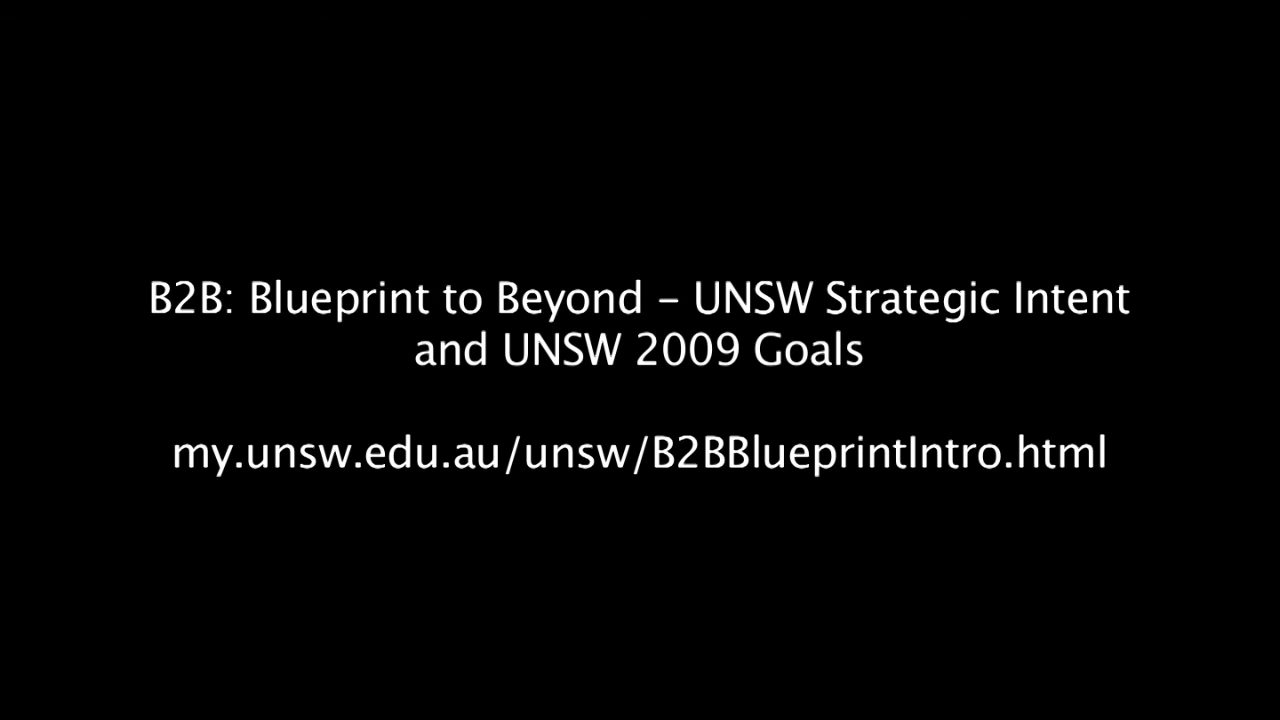 B2B: Blueprint to Beyond – UNSW Strategic Intent
and UNSW 2009 Goals
my.unsw.edu.au/unsw/B2BBlueprintIntro.html